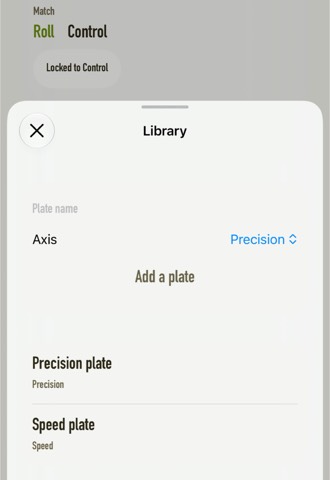 Match
Roll Control
Locked to Control
Library
Plate name
Axis Precision
Add a plate
Precision plate
Precision
Speed plate
Speed